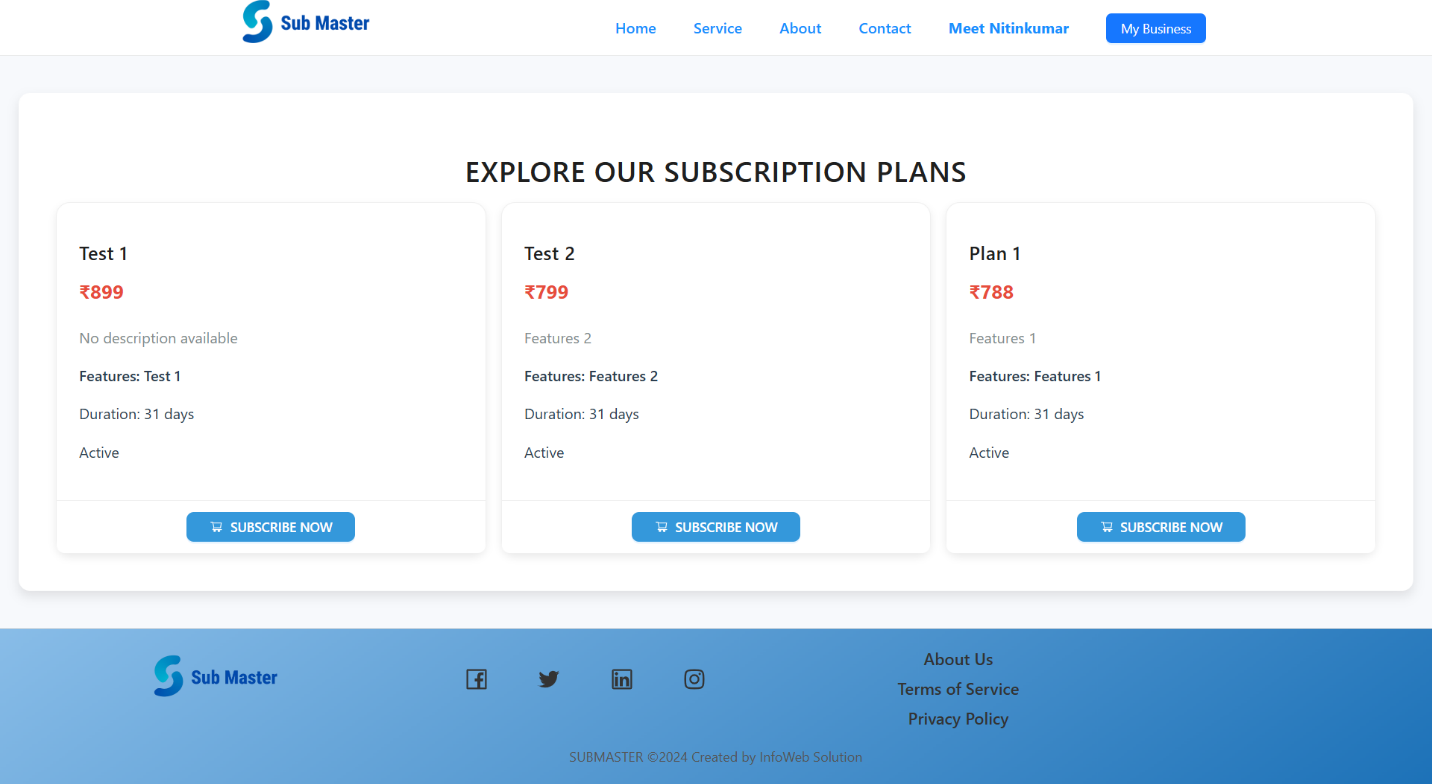 Sub Master
Home Service About Contact Meet Nitinkumar My Business
EXPLORE OUR SUBSCRIPTION PLANS
Test 1
₹899
No description available
Features: Test 1
Duration: 31 days
Active
SUBSCRIBE NOW
Test 2
₹799
Features 2
Features: Features 2
Duration: 31 days
Active
SUBSCRIBE NOW
Plan 1
₹788
Features 1
Features: Features 1
Duration: 31 days
Active
SUBSCRIBE NOW
Sub Master
About Us
Terms of Service
Privacy Policy
SUBMASTER ©2024 Created by InfoWeb Solution